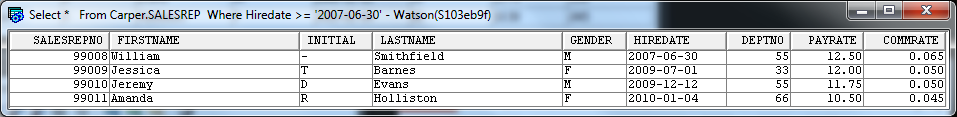 Select * From Carper.SALESREP Where Hiredate >= '2007-06-30' - Watson(S103eb9f)
SALESREPNO FIRSTNAME INITIAL LASTNAME GENDER HIREDATE DEPTNO PAYRATE COMMRATE
99008 William - Smithfield M 2007-06-30 55 12.50 0.065
99009 Jessica T Barnes F 2009-07-01 33 12.00 0.050
99010 Jeremy D Evans M 2009-12-12 55 11.75 0.050
99011 Amanda R Holliston F 2010-01-04 66 10.50 0.045